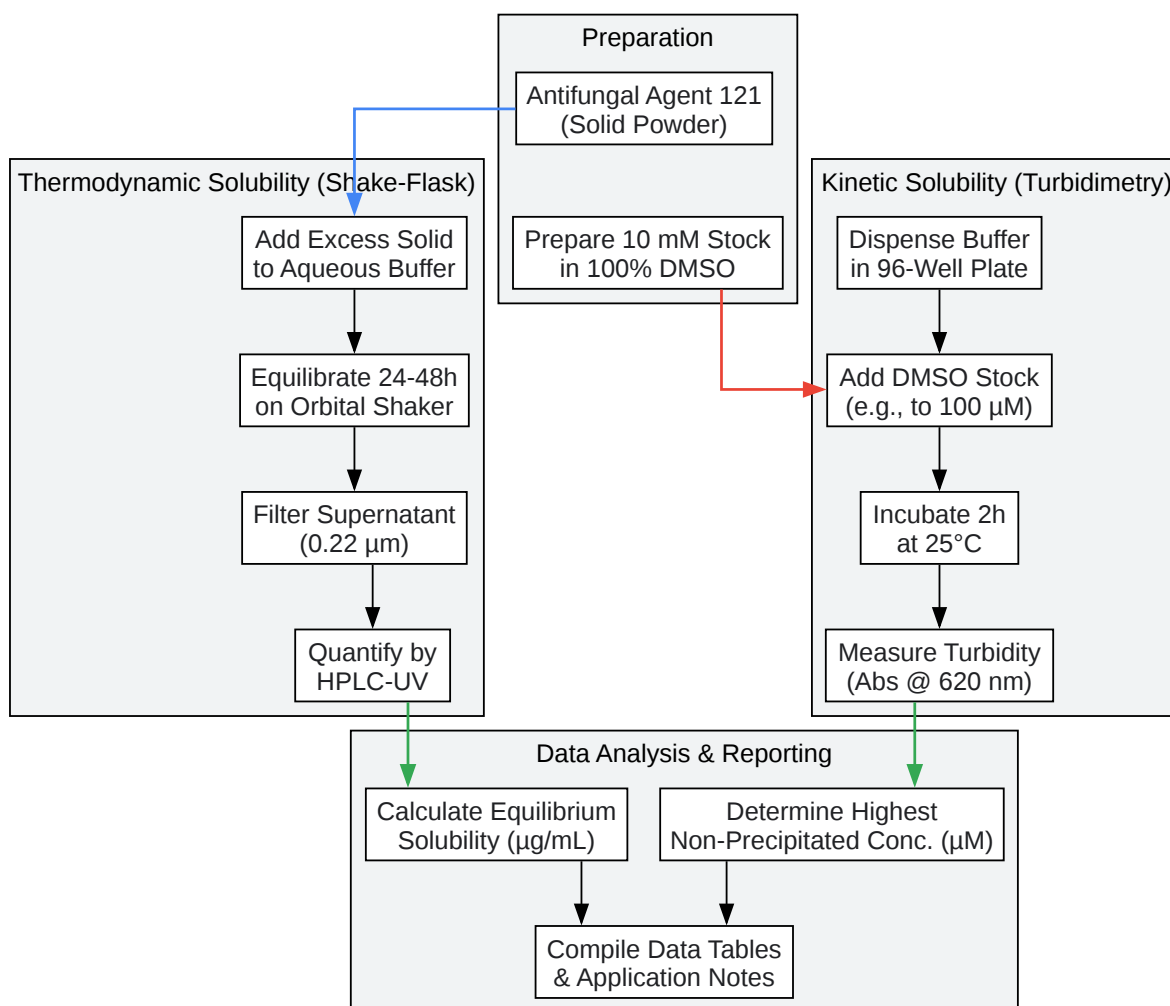 Preparation
Antifungal Agent 121
(Solid Powder)
Prepare 10 mM Stock
in 100% DMSO
Thermodynamic Solubility (Shake-Flask)
Add Excess Solid
to Aqueous Buffer
Equilibrate 24-48h
on Orbital Shaker
Filter Supernatant
(0.22 µm)
Quantify by
HPLC-UV
Kinetic Solubility (Turbidimetry)
Dispense Buffer
in 96-Well Plate
Add DMSO Stock
(e.g., to 100 µM)
Incubate 2h
at 25°C
Measure Turbidity
(Abs @ 620 nm)
Data Analysis & Reporting
Calculate Equilibrium
Solubility (µg/mL)
Determine Highest
Non-Precipitated Conc. (µM)
Compile Data Tables
& Application Notes